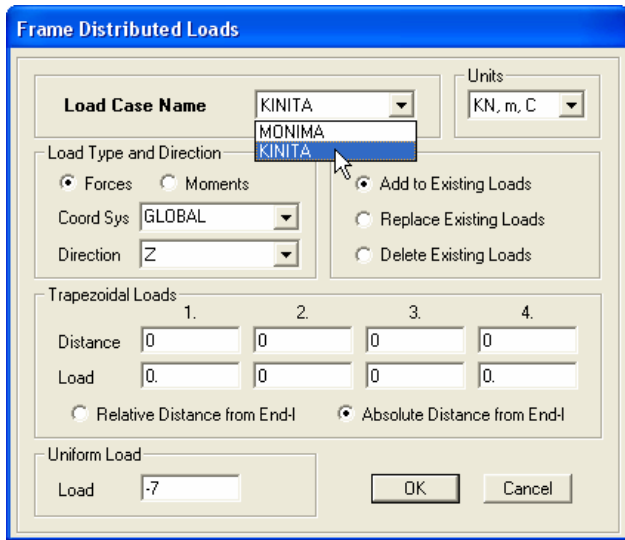 Frame Distributed Loads
Units
Load Case Name KINITA KN, m, C
MONIMA
KINITA
Load Type and Direction
Forces Moments
Coord Sys GLOBAL
Direction Z
Add to Existing Loads
Replace Existing Loads
Delete Existing Loads
Trapezoidal Loads
1. 2. 3. 4.
Distance 0 0 0 0
Load 0. 0 0 0.
Relative Distance from End-I Absolute Distance from End-I
Uniform Load
Load -7
OK Cancel